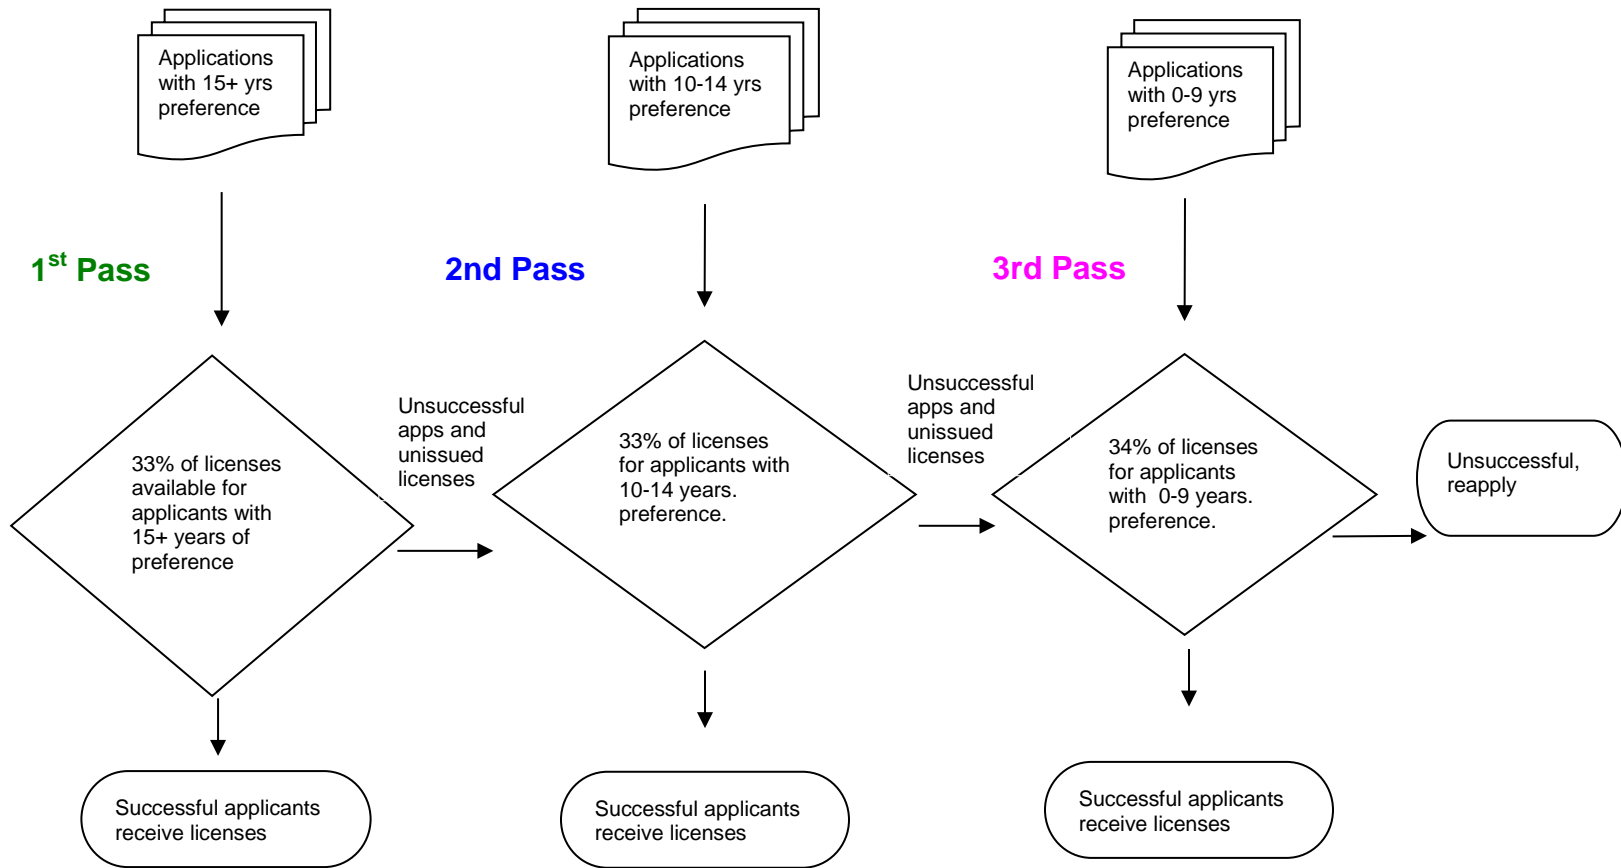 Applications
with 15+ yrs
preference
Applications
with 10-14 yrs
preference
Applications
with 0-9 yrs
preference
1st Pass
2nd Pass
3rd Pass
33% of licenses
available for
applicants with
15+ years of
preference
Unsuccessful
apps and
unissued
licenses
33% of licenses
for applicants with
10-14 years.
preference.
Unsuccessful
apps and
unissued
licenses
34% of licenses
for applicants
with  0-9 years.
preference.
Unsuccessful,
reapply
Successful applicants
receive licenses
Successful applicants
receive licenses
Successful applicants
receive licenses